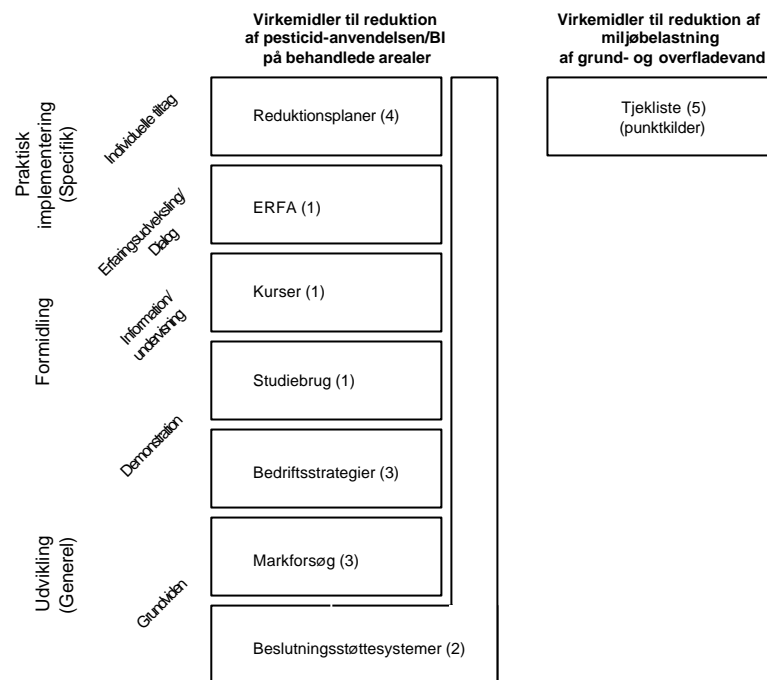 Virkemidler til reduktion
af pesticid-anvendelsen/BI
på behandlede arealer
Virkemidler til reduktion af
miljøbelastning
af grund- og overfladevand
Praktisk
implementering
(Specifik)
Individuelle tiltag
Reduktionsplaner (4)
Tjekliste (5)
(punktkilder)
Erfaringsudveksling/
Dialog
ERFA (1)
Formidling
Information/
undervisning
Kurser (1)
Studiebrug (1)
Demonstration
Bedriftsstrategier (3)
Udvikling
(Generel)
Markforsøg (3)
Grundviden
Beslutningsstøttesystemer (2)